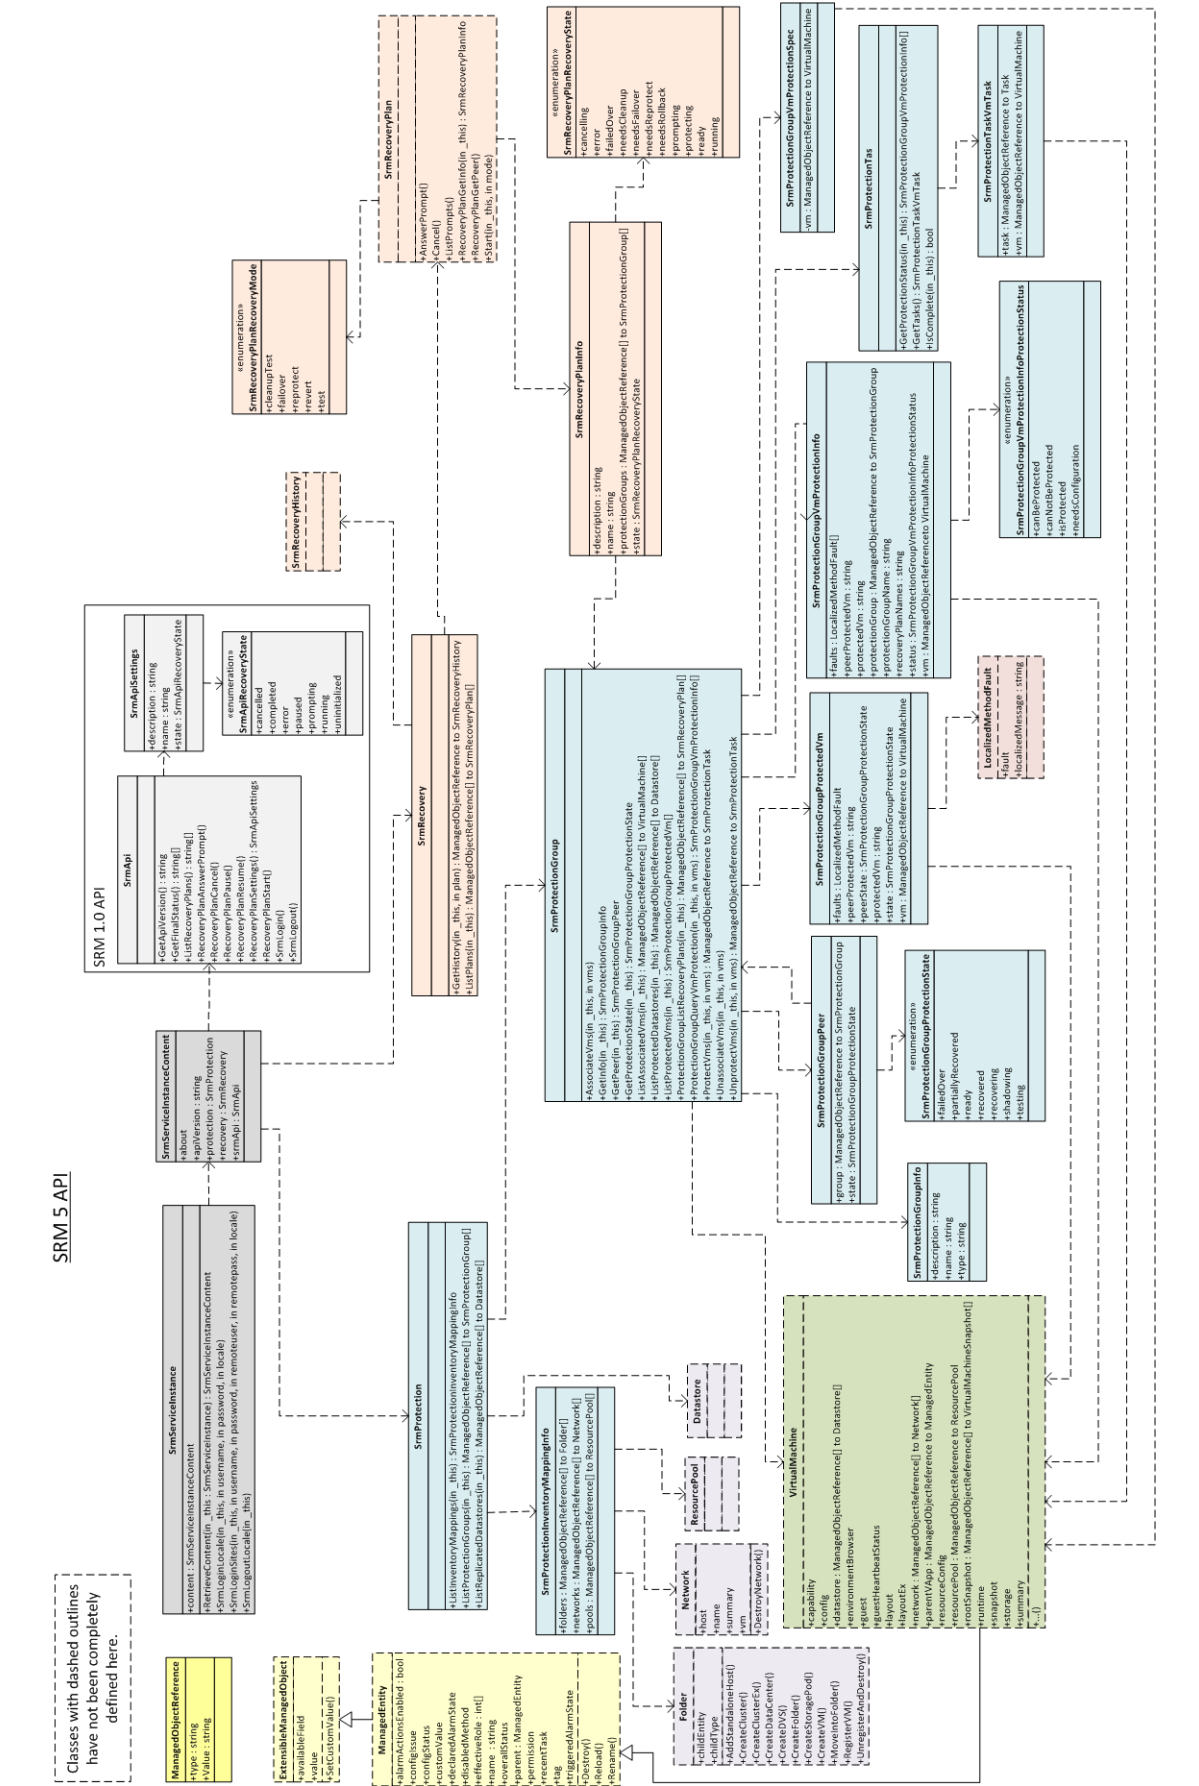 SRM 5 API
Classes with dashed outlines
have not been completely
defined here.
ManagedObjectReference
+type : string
+Value : string
ExtensibleManagedObject
+availableField
+value
+SetCustomValue()
ManagedEntity
+alarmActionsEnabled : bool
+configIssue
+configStatus
+customValue
+declaredAlarmState
+disabledMethod
+effectiveRole : int[]
+name : string
+overallStatus
+parent : ManagedEntity
+permission
+recentTask
+tag
+triggeredAlarmState
+Destroy()
+Reload()
+Rename()
SrmServiceInstance
+content : SrmServiceInstanceContent
+RetrieveContent(in _this : SrmServiceInstance) : SrmServiceInstanceContent
+SrmLoginLocale(in _this, in username, in password, in locale)
+SrmLoginSites(in _this, in username, in password, in remoteuser, in remotepass, in locale)
+SrmLogoutLocale(in _this)
SrmServiceInstanceContent
+about
+apiVersion : string
+protection : SrmProtection
+recovery : SrmRecovery
+srmApi : SrmApi
SRM 1.0 API
SrmApi
+GetApiVersion() : string
+GetFinalStatus() : string[]
+ListRecoveryPlans() : string[]
+RecoveryPlanAnswerPrompt()
+RecoveryPlanCancel()
+RecoveryPlanPause()
+RecoveryPlanResume()
+RecoveryPlanSettings() : SrmApiSettings
+RecoveryPlanStart()
+SrmLogin()
+SrmLogout()
SrmApiSettings
+description : string
+name : string
+state : SrmApiRecoveryState
«enumeration»
SrmApiRecoveryState
+cancelled
+completed
+error
+paused
+prompting
+running
+uninitialized
SrmRecoveryHistory
«enumeration»
SrmRecoveryPlanRecoveryMode
+cleanupTest
+failover
+reprotect
+revert
+test
SrmRecoveryPlan
+AnswerPrompt()
+Cancel()
+ListPrompts()
+RecoveryPlanGetInfo(in _this) : SrmRecoveryPlanInfo
+RecoveryPlanGetPeer()
+Start(in _this, in mode)
SrmRecovery
+GetHistory(in _this, in plan) : ManagedObjectReference to SrmRecoveryHistory
+ListPlans(in _this) : ManagedObjectReference[] to SrmRecoveryPlan[]
«enumeration»
SrmRecoveryPlanRecoveryState
+cancelling
+error
+failedOver
+needsCleanup
+needsFailover
+needsReprotect
+needsRollback
+prompting
+protecting
+ready
+running
SrmRecoveryPlanInfo
+description : string
+name : string
+protectionGroups : ManagedObjectReference[] to SrmProtectionGroup[]
+state : SrmRecoveryPlanRecoveryState
SrmProtection
+ListInventoryMappings(in _this) : SrmProtectionInventoryMappingInfo
+ListProtectionGroups(in _this) : ManagedObjectReference[] to SrmProtectionGroup[]
+ListReplicatedDatastores(in _this) : ManagedObjectReference[] to Datastore[]
SrmProtectionInventoryMappingInfo
+folders : ManagedObjectReference[] to Folder[]
+networks : ManagedObjectReference[] to Network[]
+pools : ManagedObjectReference[] to ResourcePool[]
Folder
+childEntity
+childType
+AddStandaloneHost()
+CreateCluster()
+CreateClusterEx()
+CreateDataCenter()
+CreateDVS()
+CreateFolder()
+CreateStoragePod()
+CreateVM()
+MoveIntoFolder()
+RegisterVM()
+UnregisterAndDestroy()
Network
+host
+name
+summary
+vm
+DestroyNetwork()
ResourcePool
Datastore
SrmProtectionGroup
+AssociateVms(in _this, in vms)
+GetInfo(in _this) : SrmProtectionGroupInfo
+GetPeer(in _this) : SrmProtectionGroupPeer
+GetProtectionState(in _this) : SrmProtectionGroupProtectionState
+ListAssociatedVms(in _this) : ManagedObjectReference[] to VirtualMachine[]
+ListProtectedDatastores(in _this) : ManagedObjectReference[] to Datastore[]
+ListProtectedVms(in _this) : SrmProtectionGroupProtectedVm[]
+ProtectionGroupListRecoveryPlans(in _this) : ManagedObjectReference[] to SrmRecoveryPlan[]
+ProtectionGroupQueryVmProtection(in _this, in vms) : SrmProtectionGroupVmProtectionInfo[]
+ProtectVms(in _this, in vms) : ManagedObjectReference to SrmProtectionTask
+UnassociateVms(in _this, in vms)
+UnprotectVms(in _this, in vms) : ManagedObjectReference to SrmProtectionTask
VirtualMachine
+capability
+config
+datastore : ManagedObjectReference[] to Datastore[]
+environmentBrowser
+guest
+guestHeartbeatStatus
+layout
+layoutEx
+network : ManagedObjectReference[] to Network[]
+parentVApp : ManagedObjectReference to ManagedEntity
+resourceConfig
+resourcePool : ManagedObjectReference to ResourcePool
+rootSnapshot : ManagedObjectReference[] to VirtualMachineSnapshot[]
+runtime
+snapshot
+storage
+summary
+...()
SrmProtectionGroupInfo
+description : string
+name : string
+type : string
SrmProtectionGroupPeer
+group : ManagedObjectReference to SrmProtectionGroup
+state : SrmProtectionGroupProtectionState
«enumeration»
SrmProtectionGroupProtectionState
+failedOver
+partiallyRecovered
+ready
+recovered
+recovering
+shadowing
+testing
SrmProtectionGroupProtectedVm
+faults : LocalizedMethodFault
+peerProtectedVm : string
+peerState : SrmProtectionGroupProtectionState
+protectedVm : string
+state : SrmProtectionGroupProtectionState
+vm : ManagedObjectReference to VirtualMachine
LocalizedMethodFault
+fault
+localizedMessage : string
SrmProtectionGroupVmProtectionInfo
+faults : LocalizedMethodFault[]
+peerProtectedVm : string
+protectedVm : string
+protectionGroup : ManagedObjectReference to SrmProtectionGroup
+protectionGroupName : string
+recoveryPlanNames : string
+status : SrmProtectionGroupVmProtectionInfoProtectionStatus
+vm : ManagedObjectReferenceto VirtualMachine
«enumeration»
SrmProtectionGroupVmProtectionInfoProtectionStatus
+canBeProtected
+canNotBeProtected
+isProtected
+needsConfiguration
SrmProtectionTas
+GetProtectionStatus(in _this) : SrmProtectionGroupVmProtectionInfo[]
+GetTasks() : SrmProtectionTaskVmTask
+IsComplete(in _this) : bool
SrmProtectionTaskVmTask
+task : ManagedObjectReference to Task
+vm : ManagedObjectReference to VirtualMachine
SrmProtectionGroupVmProtectionSpec
-vm : ManagedObjectReference to VirtualMachine